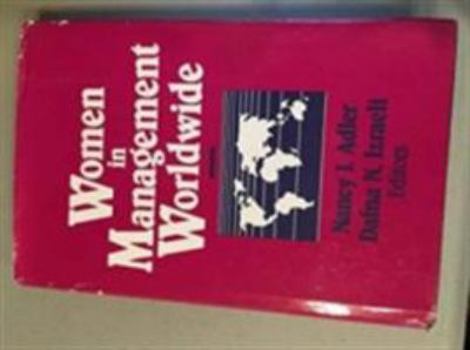 Women
in
Management
Worldwide
Nancy J. Adler
Dafna N. Izraeli
Editors